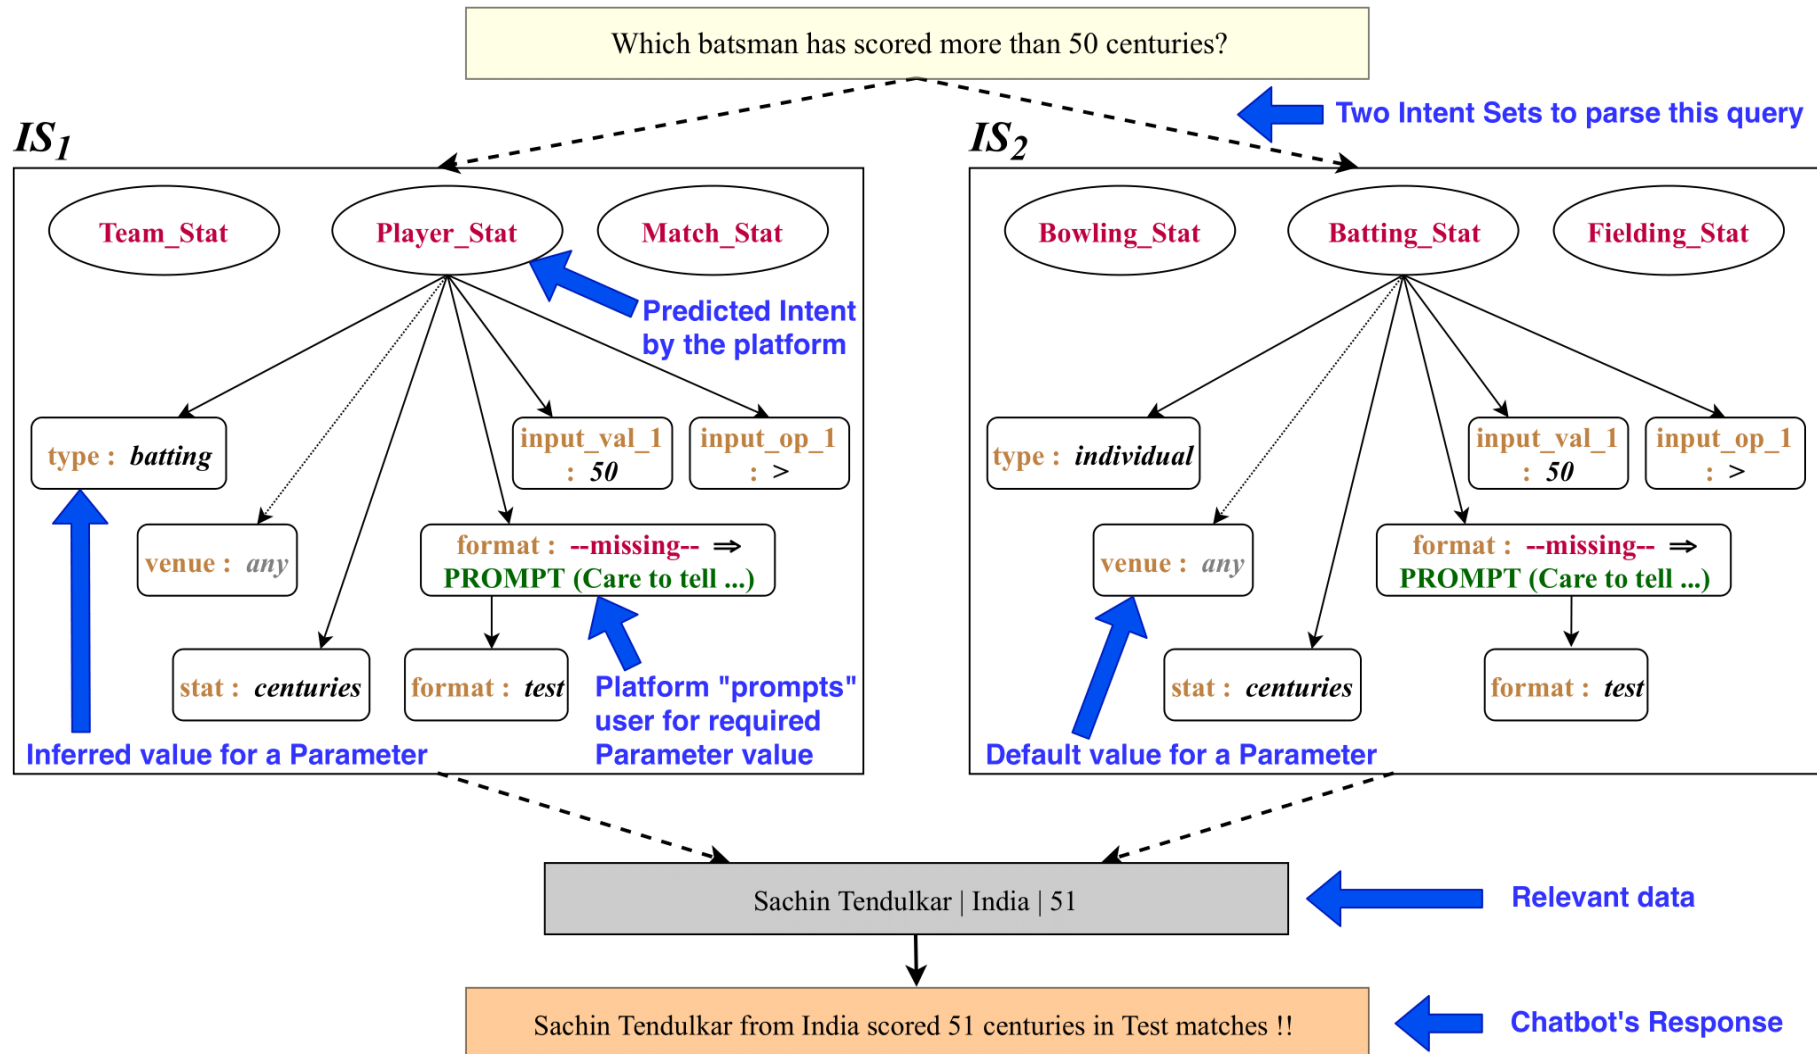 Which batsman has scored more than 50 centuries?
Two Intent Sets to parse this query
IS1
IS2
Team_Stat
Player_Stat
Match_Stat
Bowling_Stat
Batting_Stat
Fielding_Stat
Predicted Intent
by the platform
type : batting
input_val_1
: 50
input_op_1
: >
type : individual
input_val_1
: 50
input_op_1
: >
venue : any
format : --missing-- ⇒
PROMPT (Care to tell ...)
venue : any
format : --missing-- ⇒
PROMPT (Care to tell ...)
stat : centuries
format : test
Platform "prompts"
user for required
Parameter value
stat : centuries
format : test
Inferred value for a Parameter
Default value for a Parameter
Sachin Tendulkar | India | 51
Relevant data
Sachin Tendulkar from India scored 51 centuries in Test matches !!
Chatbot's Response